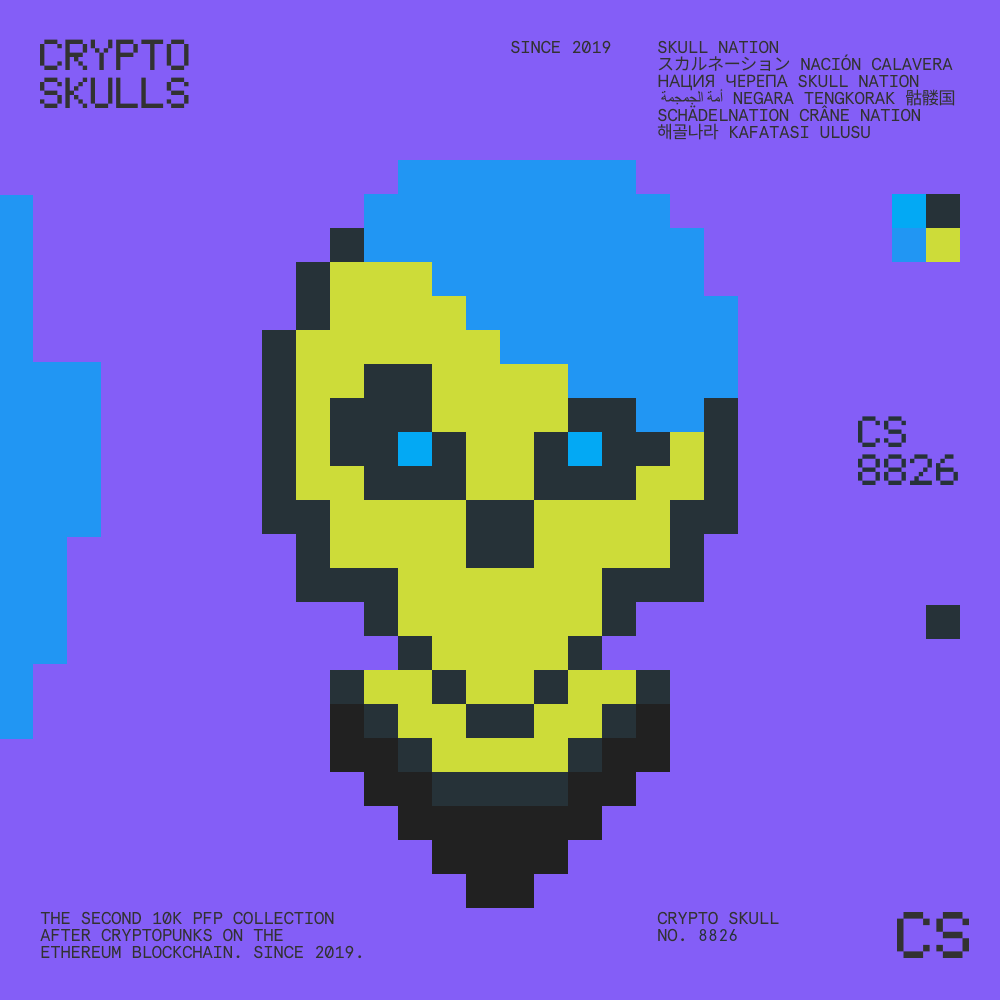 CRYPTO
SKULLS
SINCE 2019
SKULL NATION
スカルネーション NACIÓN CALAVERA
НАЦИЯ ЧЕРЕПА SKULL NATION
أمة الجمجمة NEGARA TENGKORAK 骷髅国
SCHÄDELNATION CRÂNE NATION
해골나라 KAFATASI ULUSU
CS
8826
THE SECOND 10K PFP COLLECTION
AFTER CRYPTOPUNKS ON THE
ETHEREUM BLOCKCHAIN. SINCE 2019.
CRYPTO SKULL
NO. 8826
CS